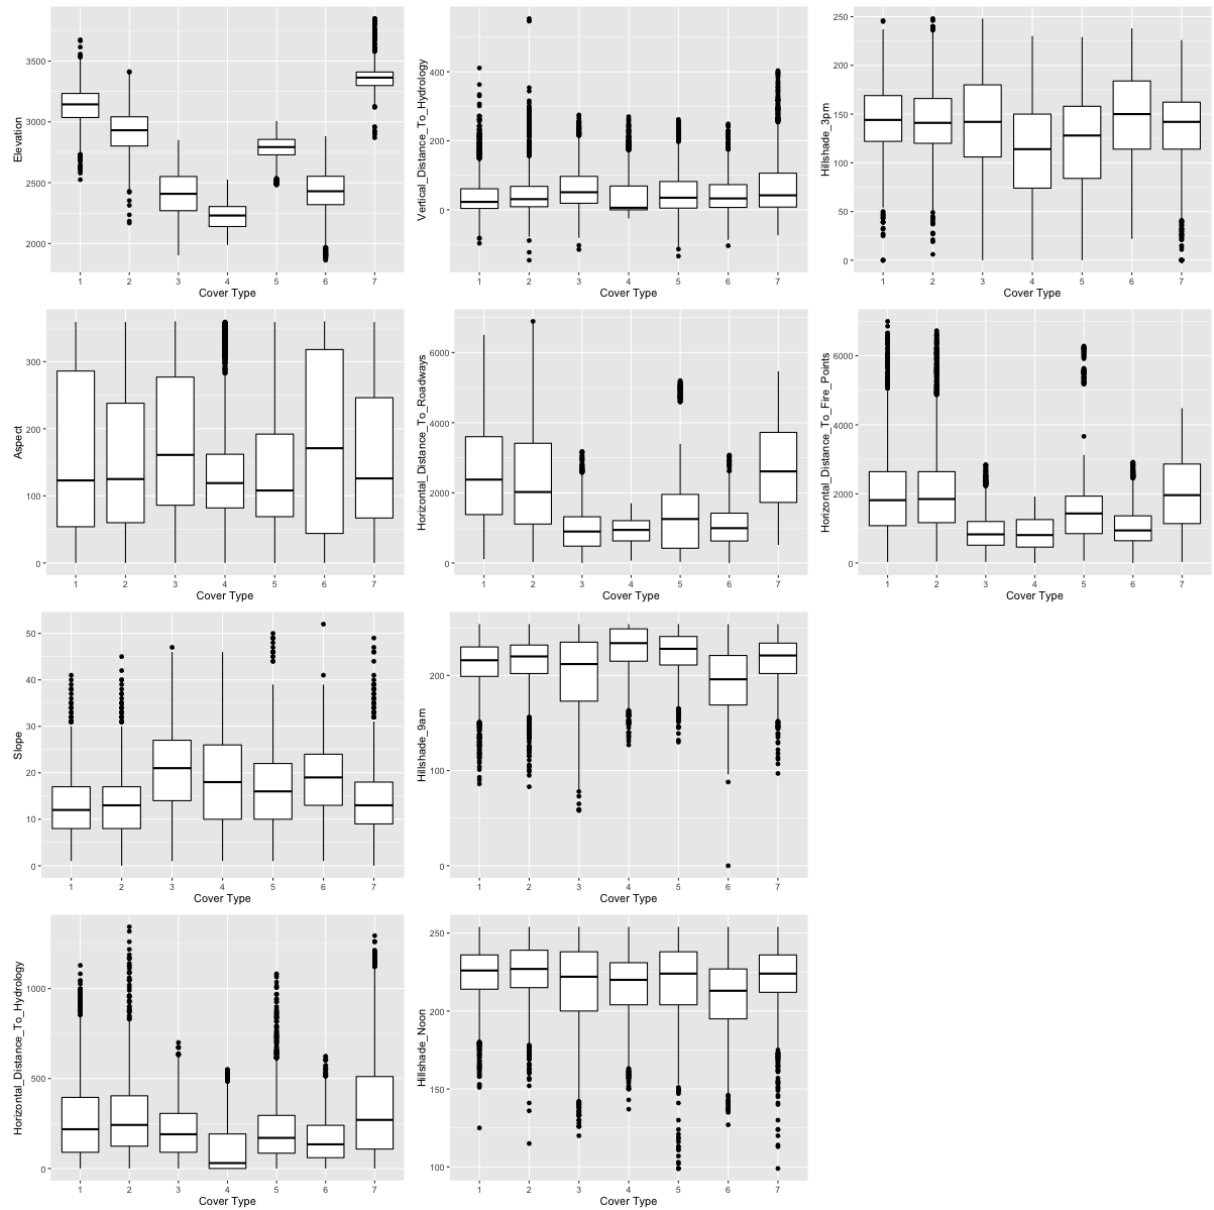 3500
3000
2500
2000
Elevation
1 2 3 4 5 6 7
Cover Type
400
200
0
Vertical_Distance_To_Hydrology
1 2 3 4 5 6 7
Cover Type
250
200
150
100
50
0
Hillshade_3pm
1 2 3 4 5 6 7
Cover Type
300
200
100
0
Aspect
1 2 3 4 5 6 7
Cover Type
6000
4000
2000
0
Horizontal_Distance_To_Roadways
1 2 3 4 5 6 7
Cover Type
6000
4000
2000
0
Horizontal_Distance_To_Fire_Points
1 2 3 4 5 6 7
Cover Type
50
40
30
20
10
0
Slope
1 2 3 4 5 6 7
Cover Type
200
100
0
Hillshade_9am
1 2 3 4 5 6 7
Cover Type
1000
500
0
Horizontal_Distance_To_Hydrology
1 2 3 4 5 6 7
Cover Type
250
200
150
100
Hillshade_Noon
1 2 3 4 5 6 7
Cover Type